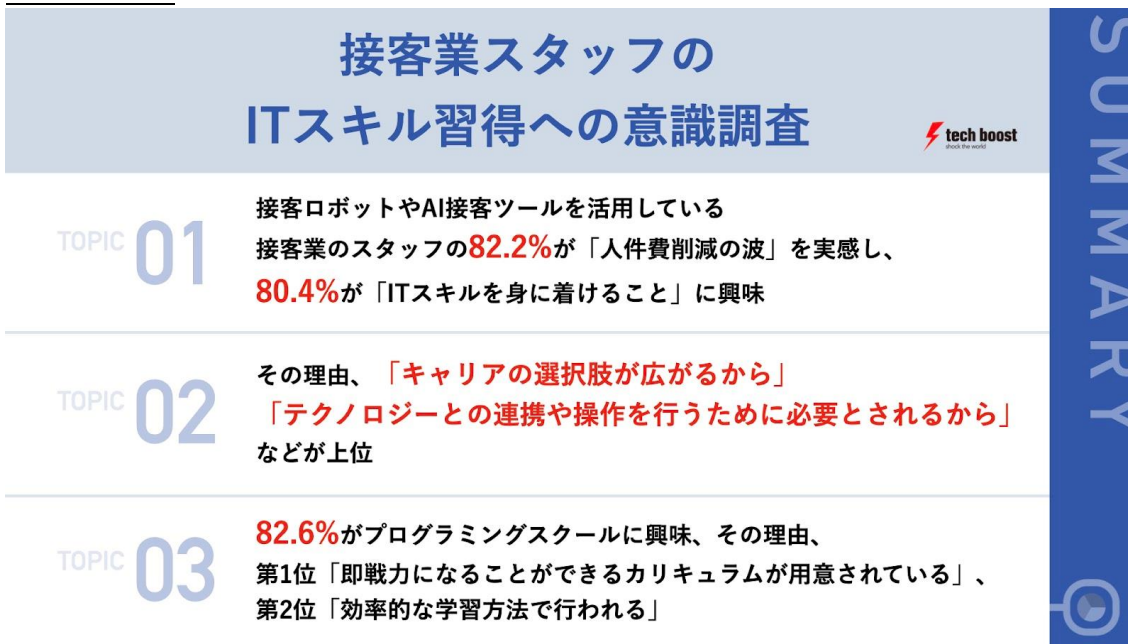 接客業スタッフの
ITスキル習得への意識調査
tech boost
shock the world
TOPIC 01
接客ロボットやAI接客ツールを活用している
接客業のスタッフの82.2%が「人件費削減の波」を実感し、
80.4%が「ITスキルを身に着けること」に興味
TOPIC 02
その理由、「キャリアの選択肢が広がるから」
「テクノロジーとの連携や操作を行うために必要とされるから」
などが上位
TOPIC 03
82.6%がプログラミングスクールに興味、その理由、
第1位「即戦力になることができるカリキュラムが用意されている」、
第2位「効率的な学習方法で行われる」
SUMMARY